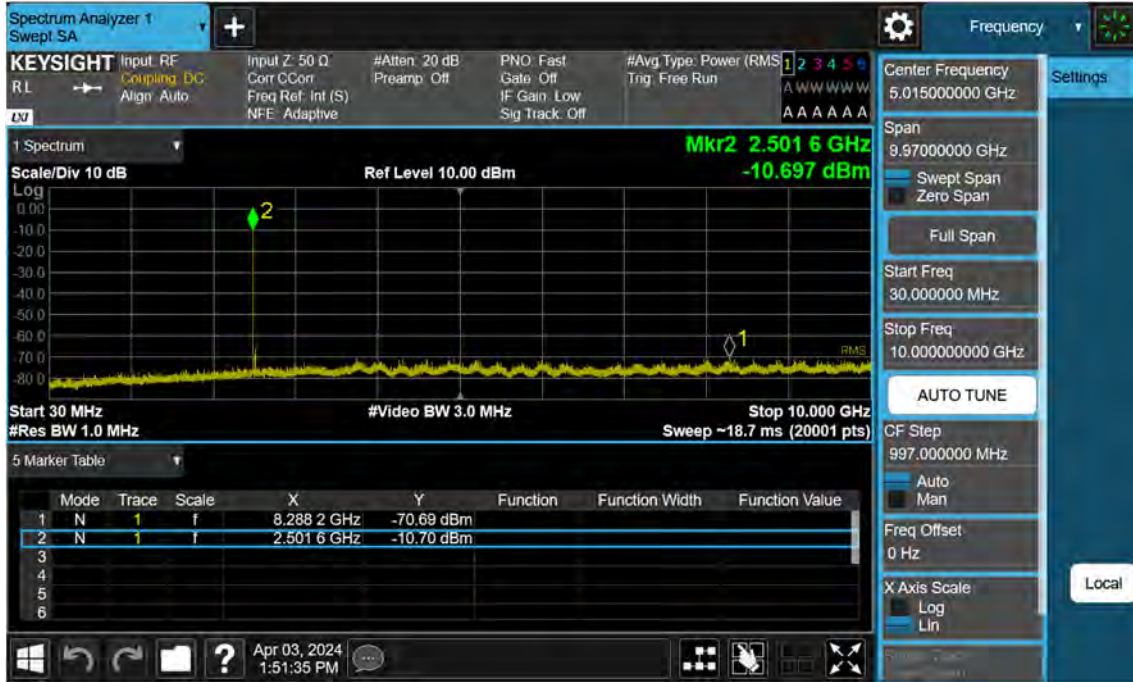 Spectrum Analyzer 1
Swept SA
+
Frequency
KEYSIGHT
RL
LXI
Input: RF
Coupling: DC
Align: Auto
Input Z: 50 Ω
Corr CCorr
Freq Ref: Int (S)
NFE: Adaptive
#Atten: 20 dB
Preamp: Off
PNO: Fast
Gate: Off
IF Gain: Low
Sig Track: Off
#Avg Type: Power (RMS
Trig: Free Run
1 2 3 4 5 6
A W W W W W
A A A A A A
1 Spectrum
Scale/Div 10 dB
Ref Level 10.00 dBm
Mkr2 2.501 6 GHz
-10.697 dBm
Log
0.00
-10.0
-20.0
-30.0
-40.0
-50.0
-60.0
-70.0
-80.0
2
1
RMS
Start 30 MHz
#Video BW 3.0 MHz
Stop 10.000 GHz
#Res BW 1.0 MHz
Sweep ~18.7 ms (20001 pts)
5 Marker Table
Mode Trace Scale X Y Function Function Width Function Value
1 N 1 f 8.288 2 GHz -70.69 dBm
2 N 1 f 2.501 6 GHz -10.70 dBm
3
4
5
6
Apr 03, 2024
1:51:35 PM
?
Center Frequency
5.015000000 GHz
Settings
Span
9.97000000 GHz
Swept Span
Zero Span
Full Span
Start Freq
30.000000 MHz
Stop Freq
10.000000000 GHz
AUTO TUNE
CF Step
997.000000 MHz
Auto
Man
Freq Offset
0 Hz
X Axis Scale
Log
Lin
Local